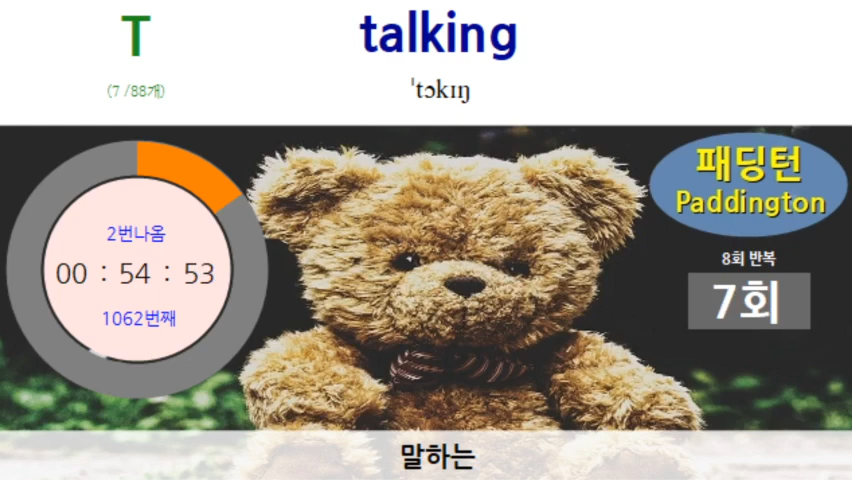 T
(7 /88개)
talking
ˈtɔkɪŋ
패딩턴
Paddington
8회 반복
7회
2번나옴
00 : 54 : 53
1062번째
말하는